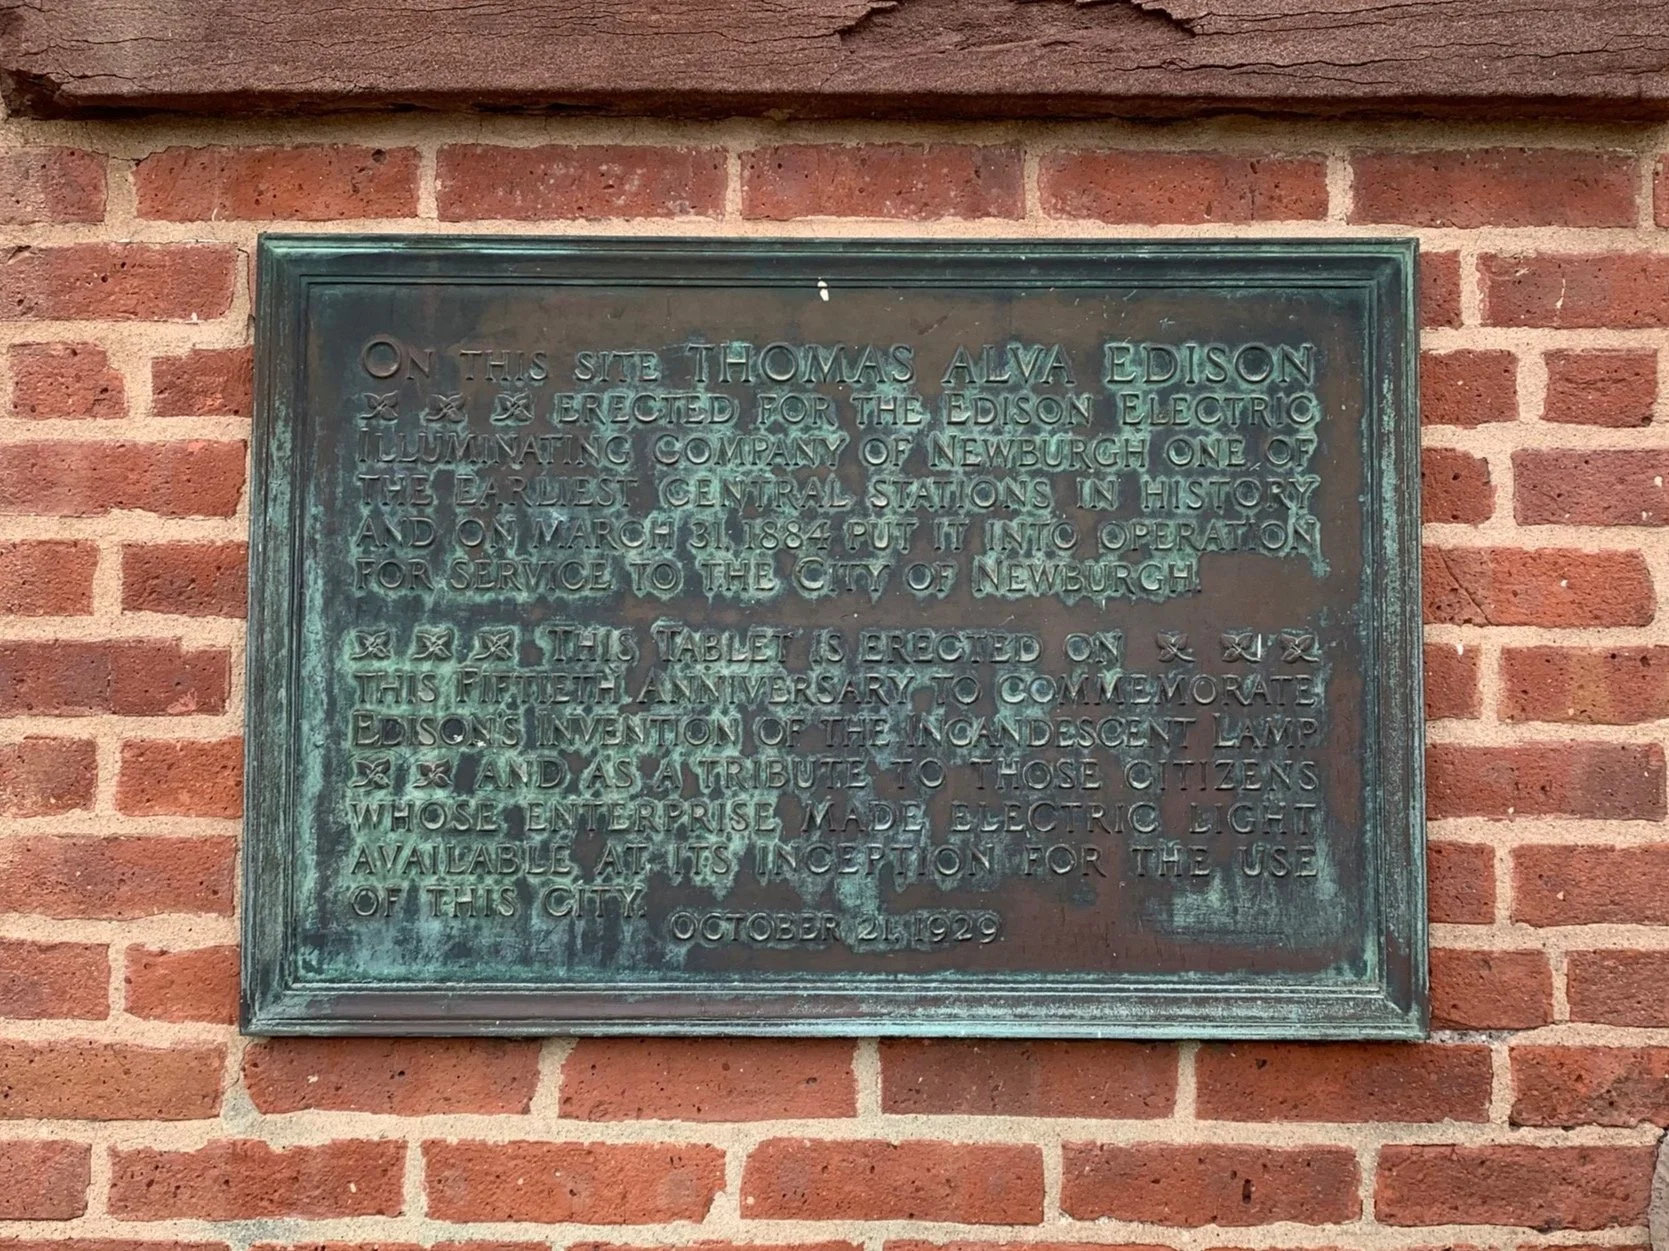 On this site THOMAS ALVA EDISON
erected for the Edison Electric
Illuminating Company of Newburgh one of
the earliest central stations in history
and on March 31, 1884 put it into operation
for service to the City of Newburgh.
This Tablet is erected on
this Fiftieth Anniversary to commemorate
Edison's Invention of the Incandescent Lamp
and as a tribute to those citizens
whose enterprise made electric light
available at its inception for the use
of this city.
October 21, 1929